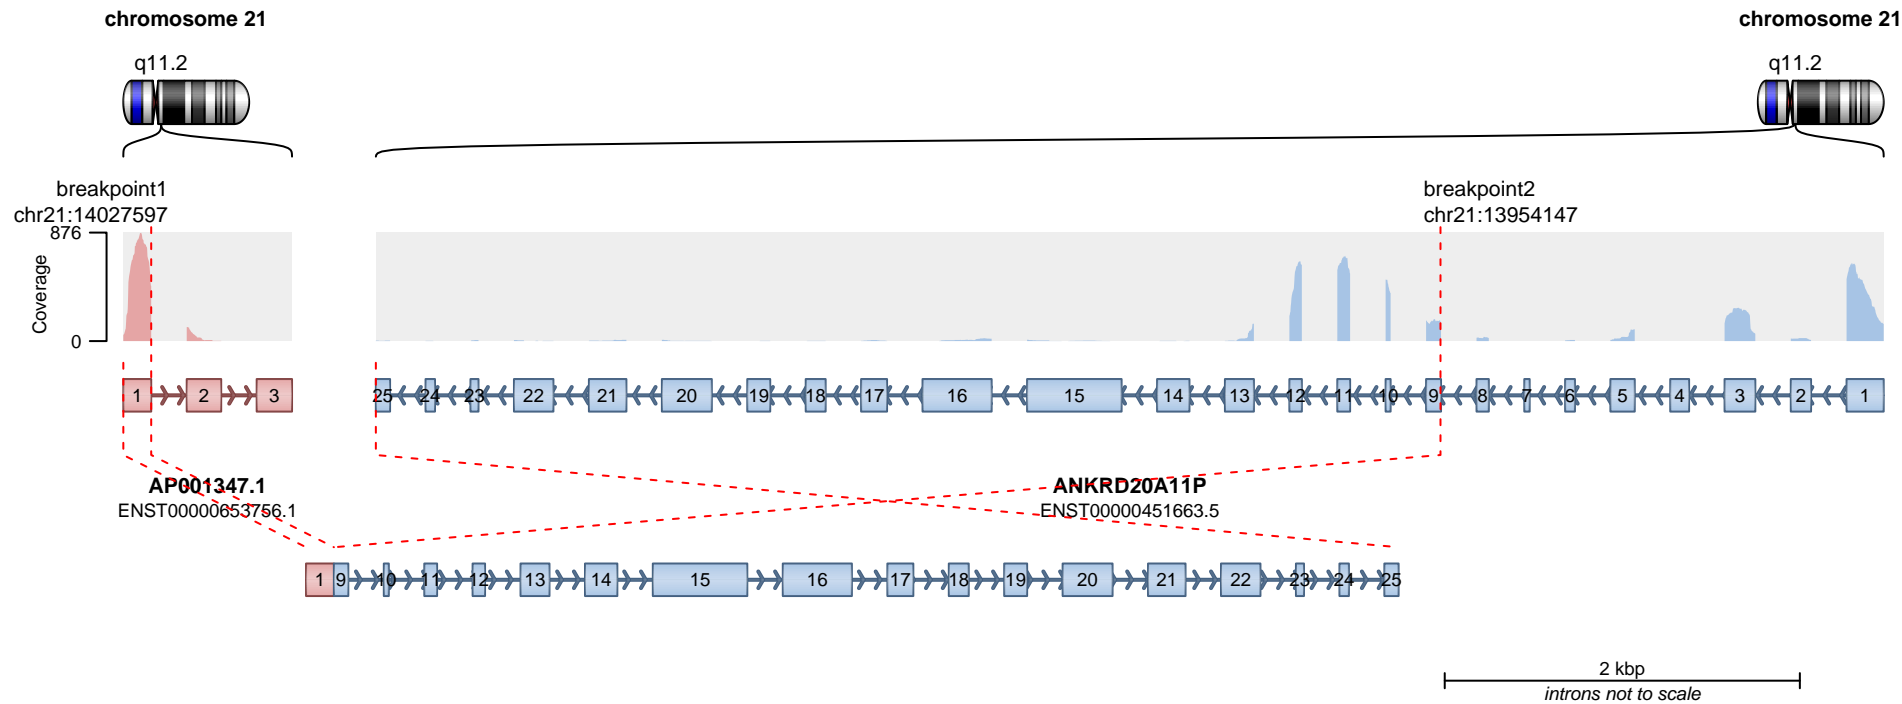 chromosome 21
chromosome 21
q11.2
q11.2
breakpoint1
chr21:14027597
breakpoint2
chr21:13954147
876
0
Coverage
1 2 3
25 24 23 22 21 20 19 18 17 16 15 14 13 12 11 10 9 8 7 6 5 4 3 2 1
AP001347.1
ENST00000653756.1
ANKRD20A11P
ENST00000451663.5
1 9 10 11 12 13 14 15 16 17 18 19 20 21 22 23 24 25
2 kbp
introns not to scale